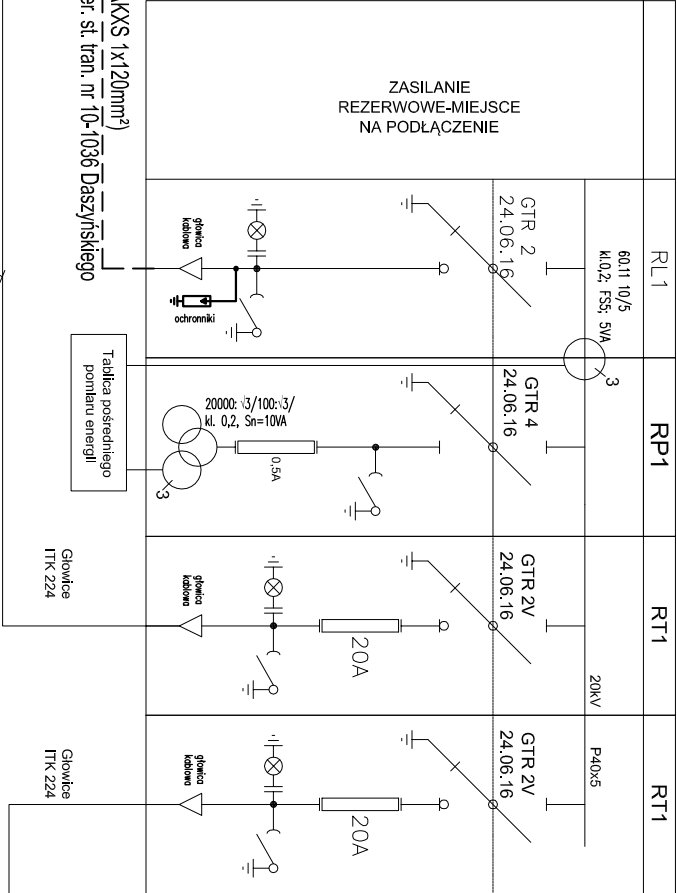 ZASILANIE
REZERWOWE-MIEJSCE
NA PODŁĄCZENIE
RL1
60.11 10/5
kl.0,2; FS5; 5VA
GTR 2
24.06.16
głowica
kablowa
ochronniki
AKXS 1x120mm²)
er. st. tran. nr 10-1036 Daszyńskiego
RP1
3
GTR 4
24.06.16
0,5A
20000:√3/100:√3/
kl. 0,2, Sn=10VA
3
Tablica pośredniego
pomiaru energii
RT1
20kV
GTR 2V
24.06.16
20A
głowica
kablowa
Głowice
ITK 224
RT1
P40x5
GTR 2V
24.06.16
20A
głowica
kablowa
Głowice
ITK 224